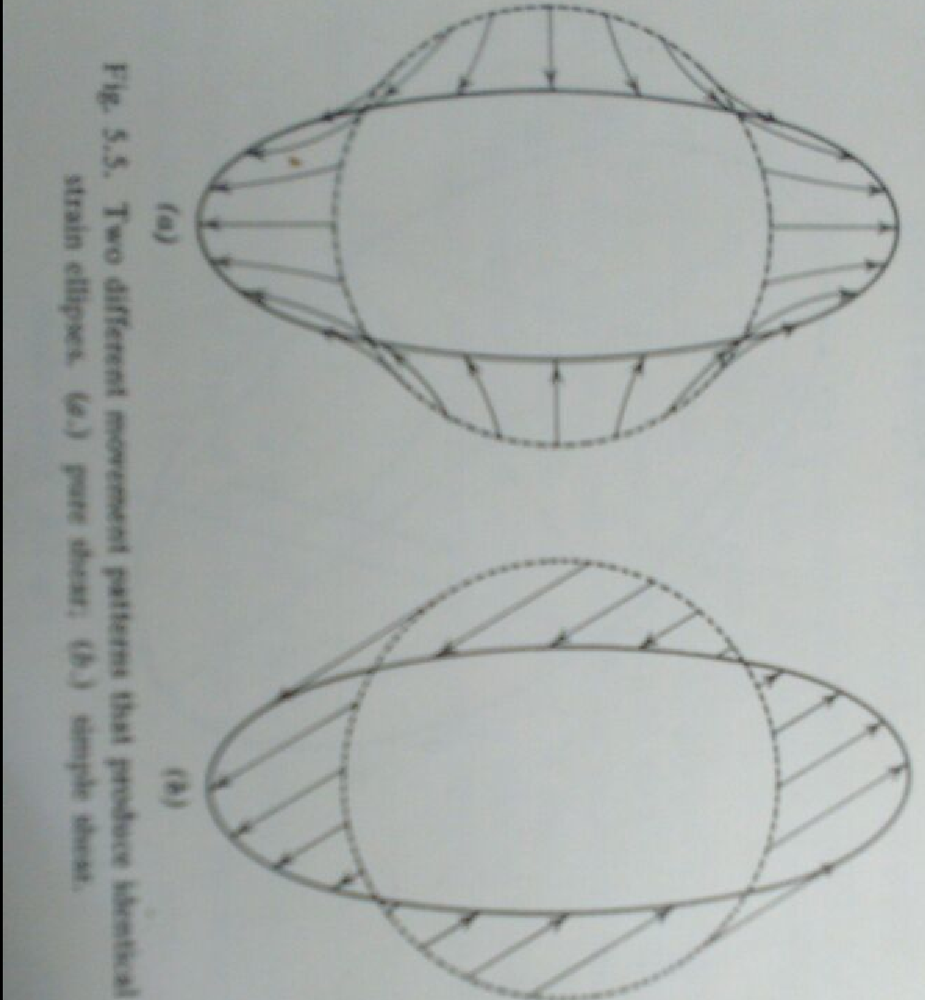 (a)
(b)
Fig. 5.5. Two different movement patterns that produce identical
strain ellipses. (a.) pure shear; (b.) simple shear.